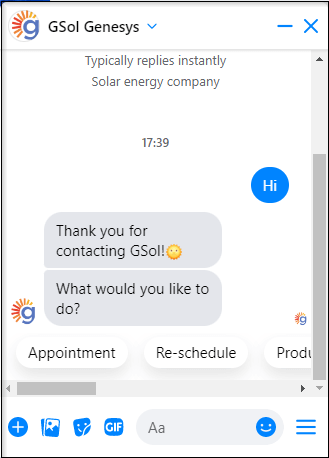 GSol Genesys
Typically replies instantly
Solar energy company
17:39
Hi
Thank you for
contacting GSol!🌞
What would you like to
do?
Appointment Re-schedule Produ
GIF Aa